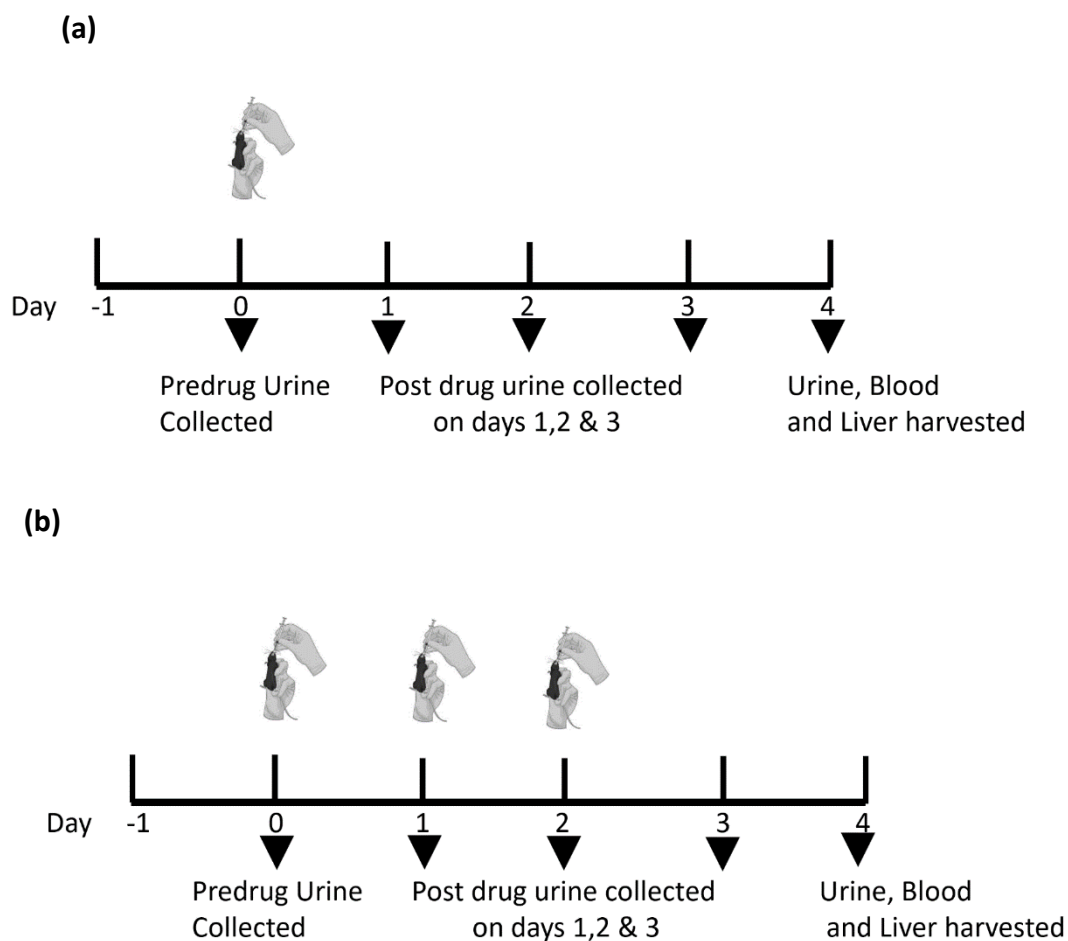 (a)
Day -1 0 1 2 3 4
Predrug Urine Post drug urine collected Urine, Blood
Collected on days 1,2 & 3 and Liver harvested
(b)
Day -1 0 1 2 3 4
Predrug Urine Post drug urine collected Urine, Blood
Collected on days 1,2 & 3 and Liver harvested